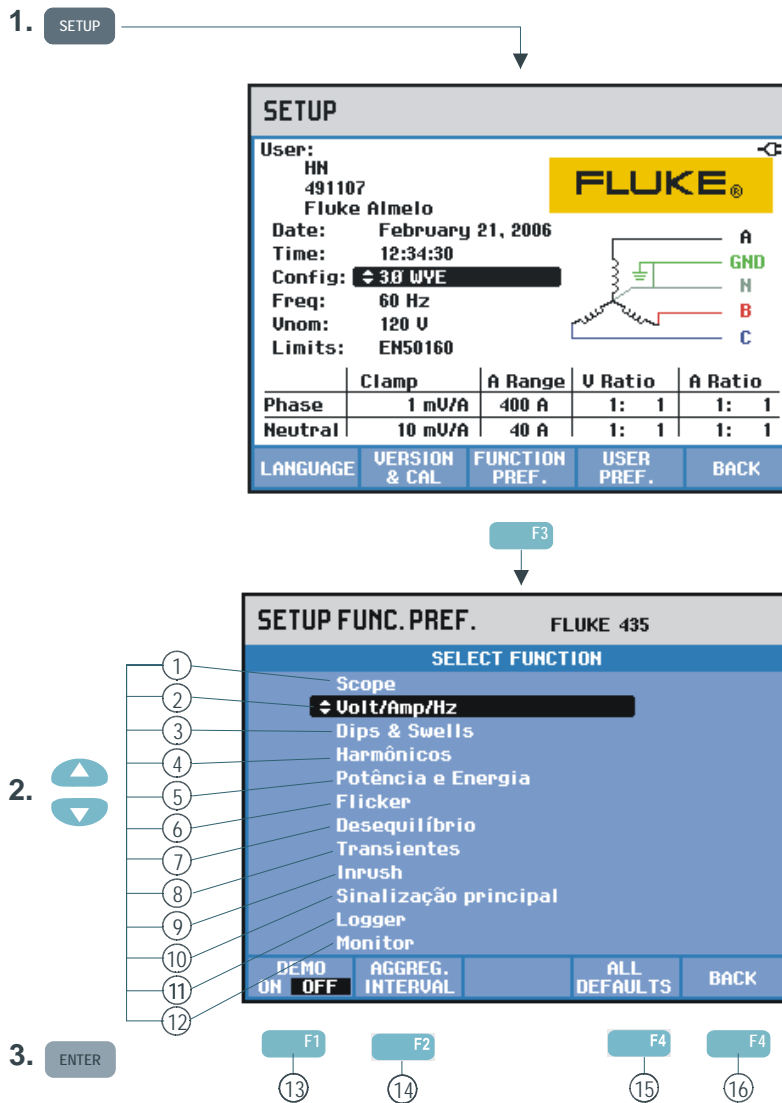 1. SETUP
SETUP
User:
HN
491107
Fluke Almelo
FLUKE®
Date: February 21, 2006
Time: 12:34:30
Config: 3Ø WYE
Freq: 60 Hz
Vnom: 120 V
Limits: EN50160
A
GND
N
B
C
Clamp A Range V Ratio A Ratio
Phase 1 mV/A 400 A 1: 1 1: 1
Neutral 10 mV/A 40 A 1: 1 1: 1
LANGUAGE VERSION & CAL FUNCTION PREF. USER PREF. BACK
F3
SETUP FUNC. PREF. FLUKE 435
SELECT FUNCTION
2.
1 Scope
2 Volt/Amp/Hz
3 Dips & Swells
4 Harmônicos
5 Potência e Energia
6 Flicker
7 Desequilíbrio
8 Transientes
9 Inrush
10 Sinalização principal
11 Logger
12 Monitor
DEMO ON OFF AGGREG. INTERVAL ALL DEFAULTS BACK
3. ENTER
F1 F2 F4 F4
13 14 15 16